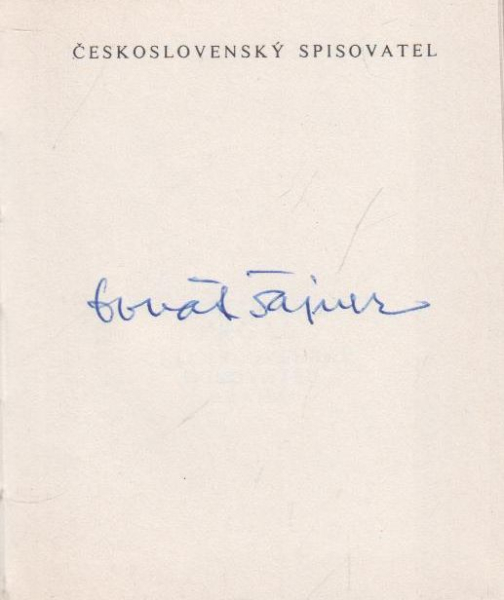 ČESKOSLOVENSKÝ SPISOVATEL
Donát Šajner